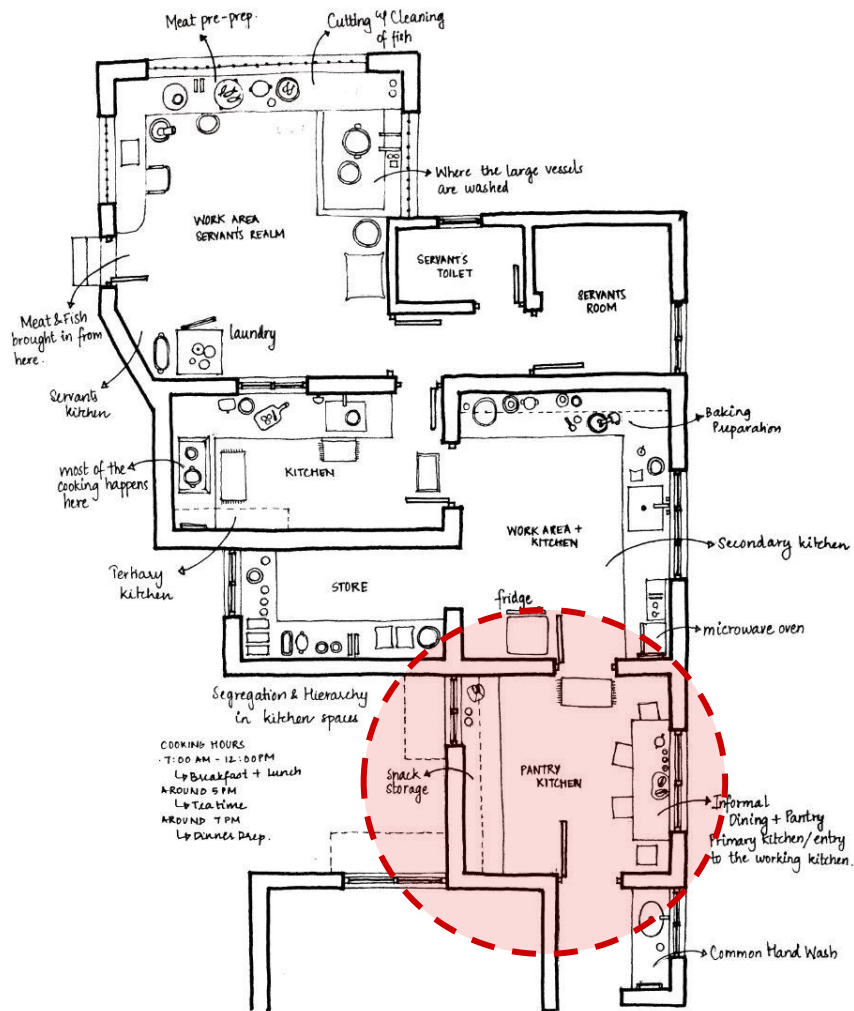 Meat pre-prep.
Cutting & Cleaning
of fish
Where the large vessels
are washed
WORK AREA
SERVANTS REALM
SERVANT'S
TOILET
SERVANTS
ROOM
Meat & Fish
brought in from
here.
laundry
Servants
kitchen
Baking
Preparation
most of the
cooking happens
here
KITCHEN
WORK AREA +
KITCHEN
Secondary kitchen
Tertiary
kitchen
STORE
fridge
microwave oven
Segregation & Hierarchy
in kitchen spaces
COOKING HOURS
· 7:00 AM - 12:00PM
↳ Breakfast + Lunch
AROUND 5 PM
↳ Teatime
AROUND 7 PM
↳ Dinner Prep.
snack
storage
PANTRY
KITCHEN
Informal
Dining + Pantry
Primary kitchen/entry
to the working kitchen.
Common Hand Wash